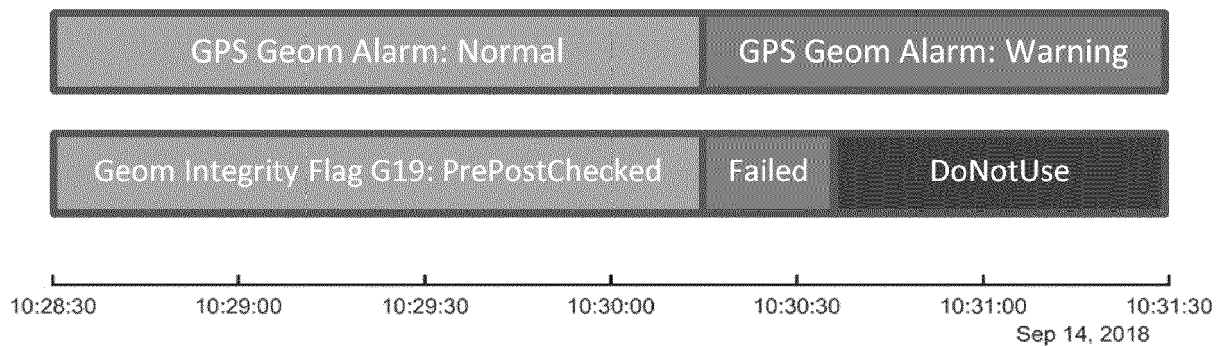 GPS Geom Alarm: Normal GPS Geom Alarm: Warning
Geom Integrity Flag G19: PrePostChecked Failed DoNotUse
10:28:30 10:29:00 10:29:30 10:30:00 10:30:30 10:31:00 10:31:30
Sep 14, 2018